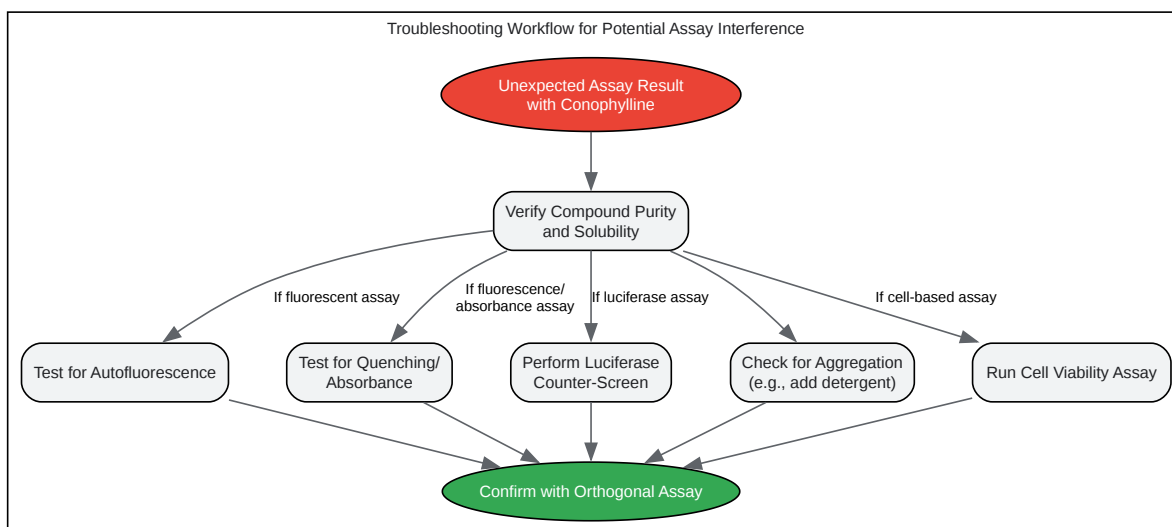 Troubleshooting Workflow for Potential Assay Interference
Unexpected Assay Result
with Conophylline
Verify Compound Purity
and Solubility
If fluorescent assay
If fluorescence/
absorbance assay
If luciferase assay
If cell-based assay
Test for Autofluorescence
Test for Quenching/
Absorbance
Perform Luciferase
Counter-Screen
Check for Aggregation
(e.g., add detergent)
Run Cell Viability Assay
Confirm with Orthogonal Assay